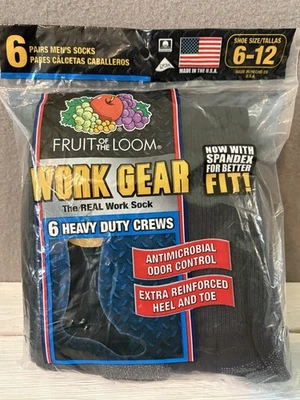 6 PAIRS MEN'S SOCKS
PARES CALCETAS CABALLEROS
MADE IN THE U.S.A.
SHOE SIZE/TALLAS
6-12
FRUIT OF THE LOOM®
WORK GEAR
The REAL Work Sock
6 HEAVY DUTY CREWS
NOW WITH
SPANDEX
FOR BETTER
FIT!
ANTIMICROBIAL
ODOR CONTROL
EXTRA REINFORCED
HEEL AND TOE